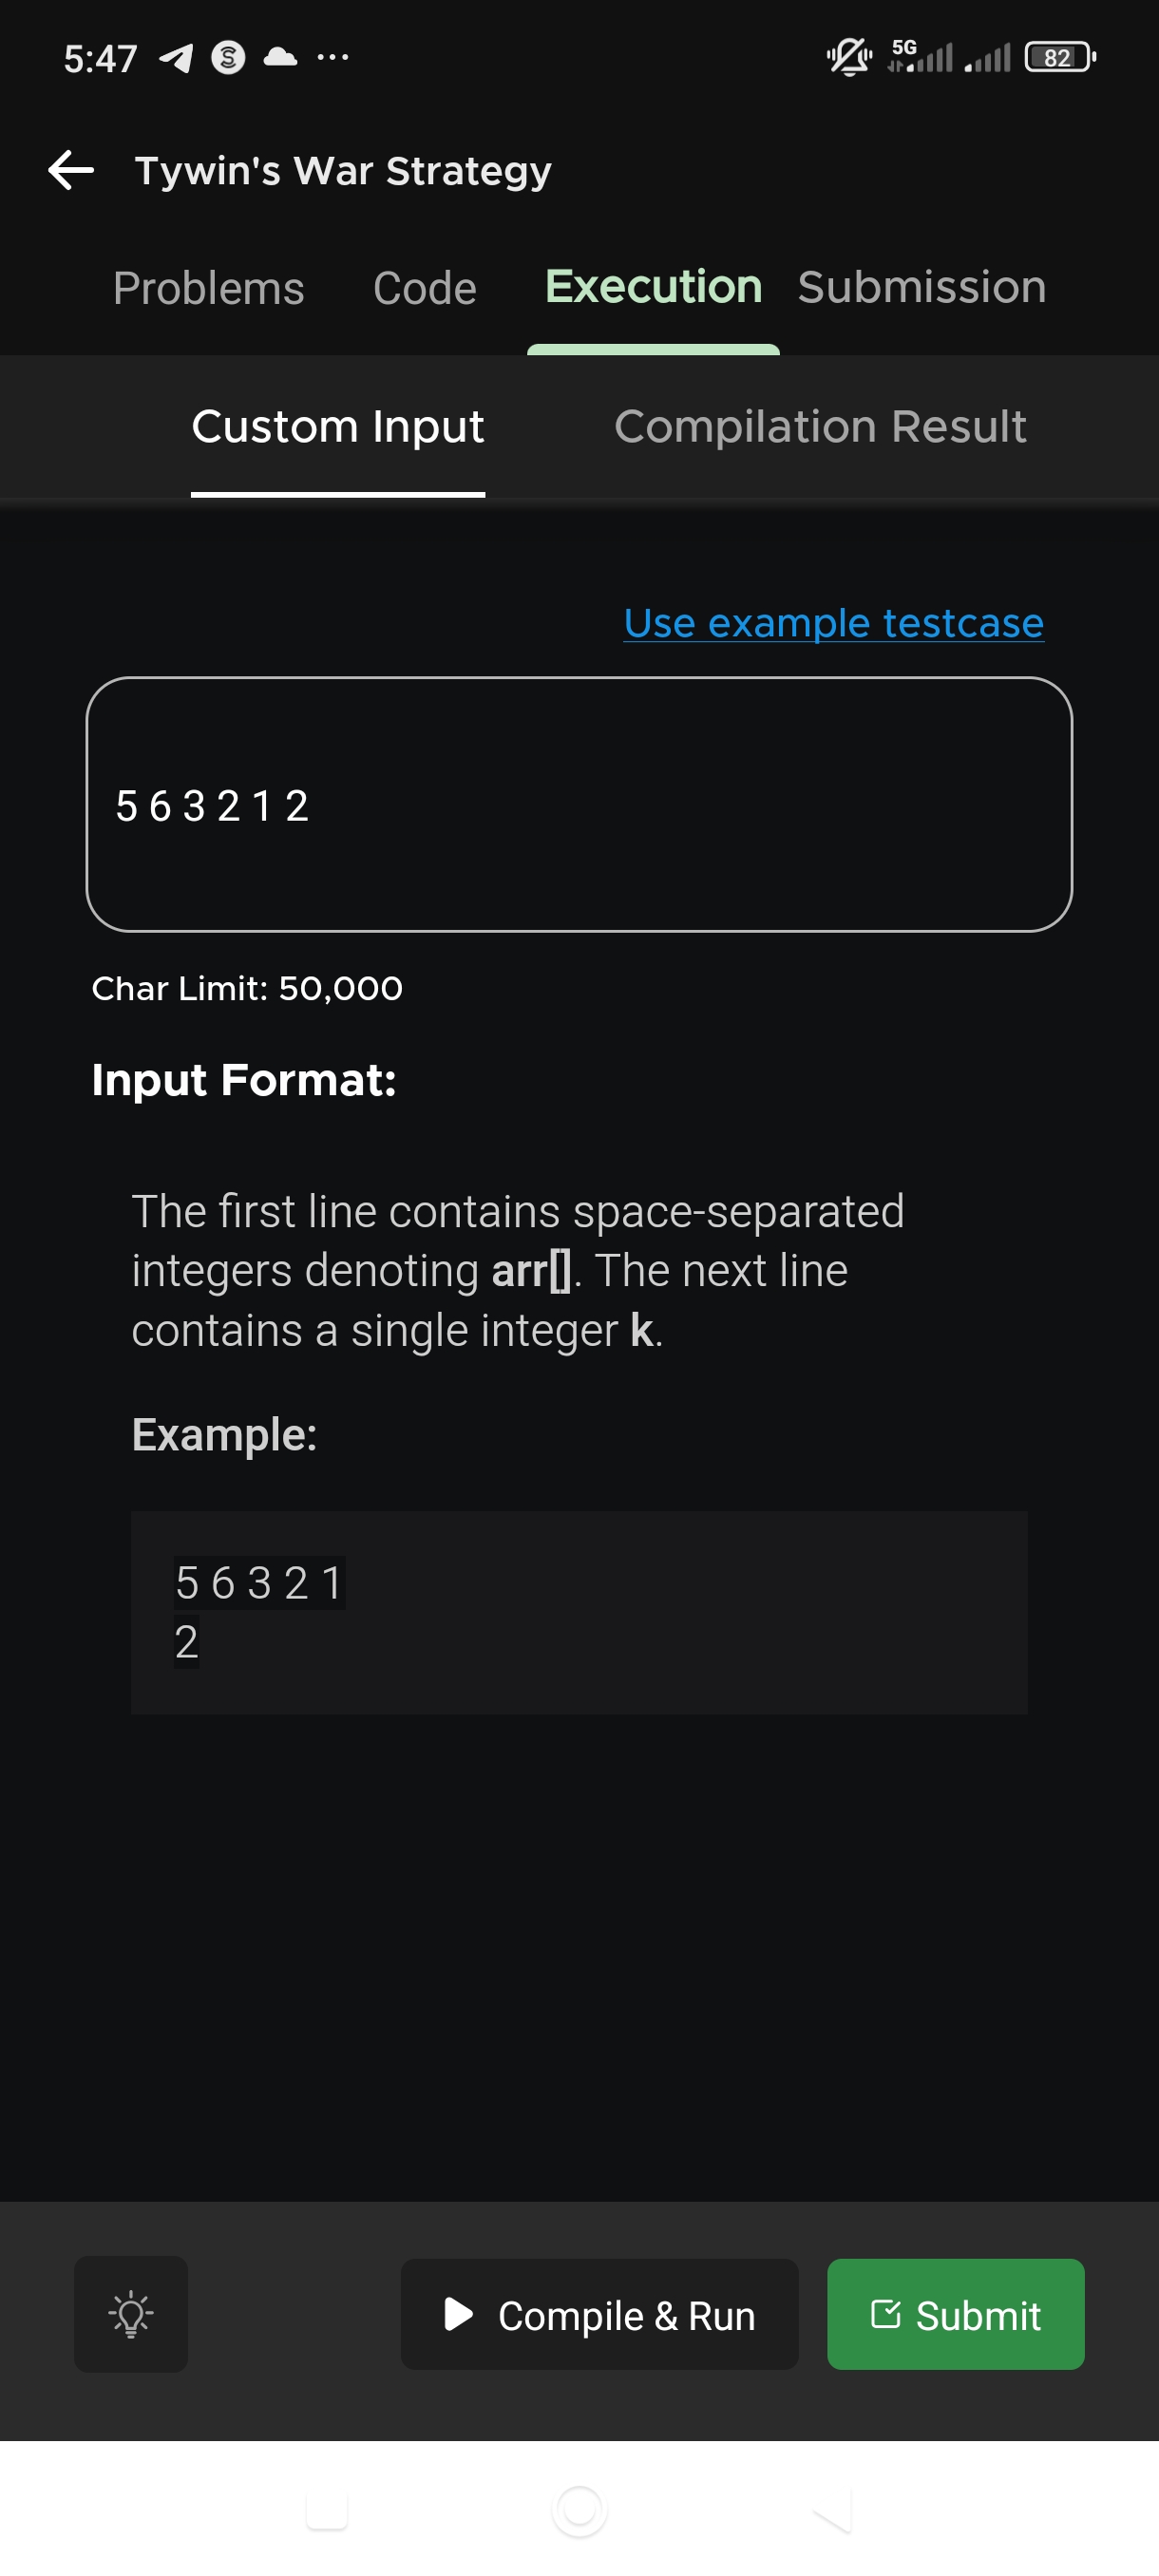 5:47
5G
82
Tywin's War Strategy
Problems Code Execution Submission
Custom Input Compilation Result
Use example testcase
5 6 3 2 1 2
Char Limit: 50,000
Input Format:
The first line contains space-separated
integers denoting arr[]. The next line
contains a single integer k.
Example:
5 6 3 2 1
2
Compile & Run
Submit